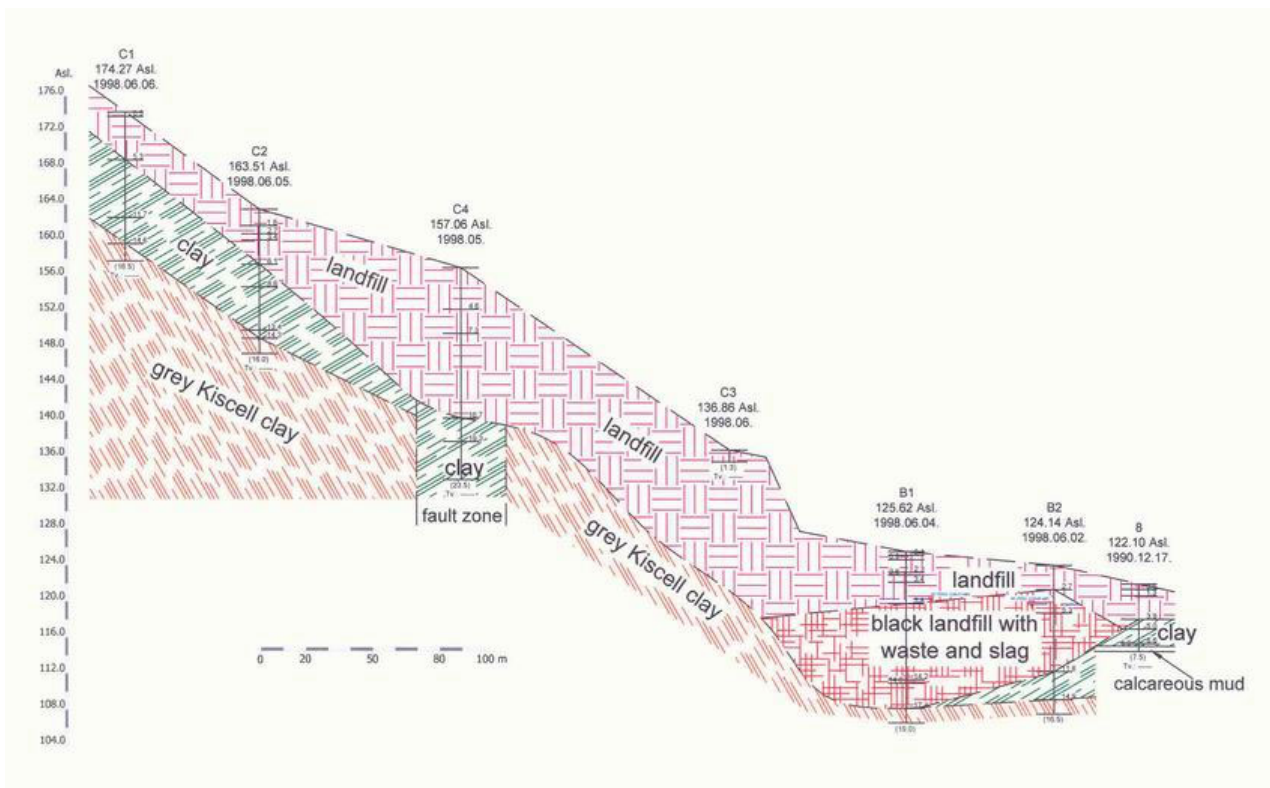 Asl.
176.0
172.0
168.0
164.0
160.0
156.0
152.0
148.0
144.0
140.0
136.0
132.0
128.0
124.0
120.0
116.0
112.0
108.0
104.0
C1
174.27 Asl.
1998.06.06.
(16.5)
C2
163.51 Asl.
1998.06.05.
(16.0)
C4
157.06 Asl.
1998.05.
(23.5)
C3
136.86 Asl.
1998.06.
(1.3)
B1
125.62 Asl.
1998.06.04.
(19.0)
B2
124.14 Asl.
1998.06.02.
(16.5)
8
122.10 Asl.
1990.12.17.
(7.5)
clay
landfill
grey Kiscell clay
clay
fault zone
landfill
grey Kiscell clay
landfill
black landfill with
waste and slag
clay
calcareous mud
0 20 50 80 100 m